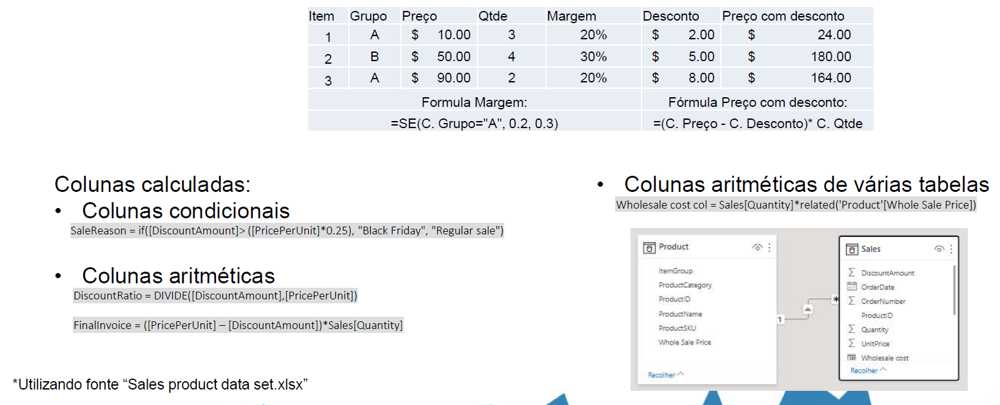 Item Grupo Preço Qtde Margem Desconto Preço com desconto
1 A $ 10.00 3 20% $ 2.00 $ 24.00
2 B $ 50.00 4 30% $ 5.00 $ 180.00
3 A $ 90.00 2 20% $ 8.00 $ 164.00
Formula Margem: Fórmula Preço com desconto:
=SE(C. Grupo="A", 0.2, 0.3) =(C. Preço - C. Desconto)* C. Qtde
Colunas calculadas:
• Colunas condicionais
SaleReason = if([DiscountAmount]> ([PricePerUnit]*0.25), "Black Friday", "Regular sale")
• Colunas aritméticas
DiscountRatio = DIVIDE([DiscountAmount],[PricePerUnit])
FinalInvoice = ([PricePerUnit] – [DiscountAmount])*Sales[Quantity]
• Colunas aritméticas de várias tabelas
Wholesale cost col = Sales[Quantity]*related('Product'[Whole Sale Price])
Product
ItemGroup
ProductCategory
ProductID
ProductName
ProductSKU
Whole Sale Price
Recolher
1
*
Sales
DiscountAmount
OrderDate
OrderNumber
ProductID
Quantity
UnitPrice
Wholesale cost
Recolher
*Utilizando fonte “Sales product data set.xlsx”